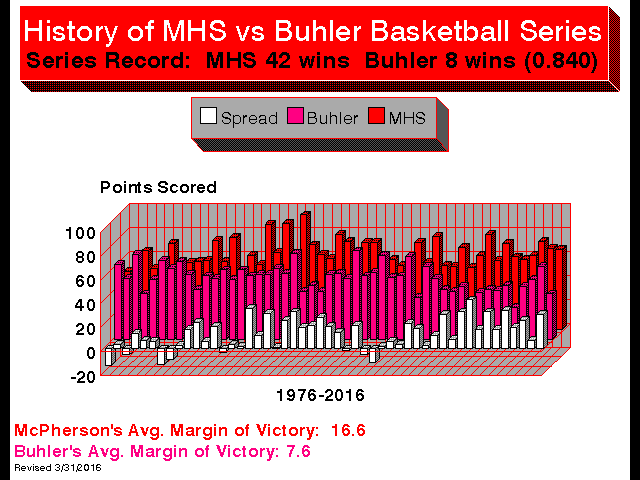 History of MHS vs Buhler Basketball Series
Series Record:  MHS 42 wins  Buhler 8 wins (0.840)
Spread Buhler MHS
Points Scored
100
80
60
40
20
0
-20
1976-2016
McPherson's Avg. Margin of Victory:  16.6
Buhler's Avg. Margin of Victory: 7.6
Revised 3/31/2016